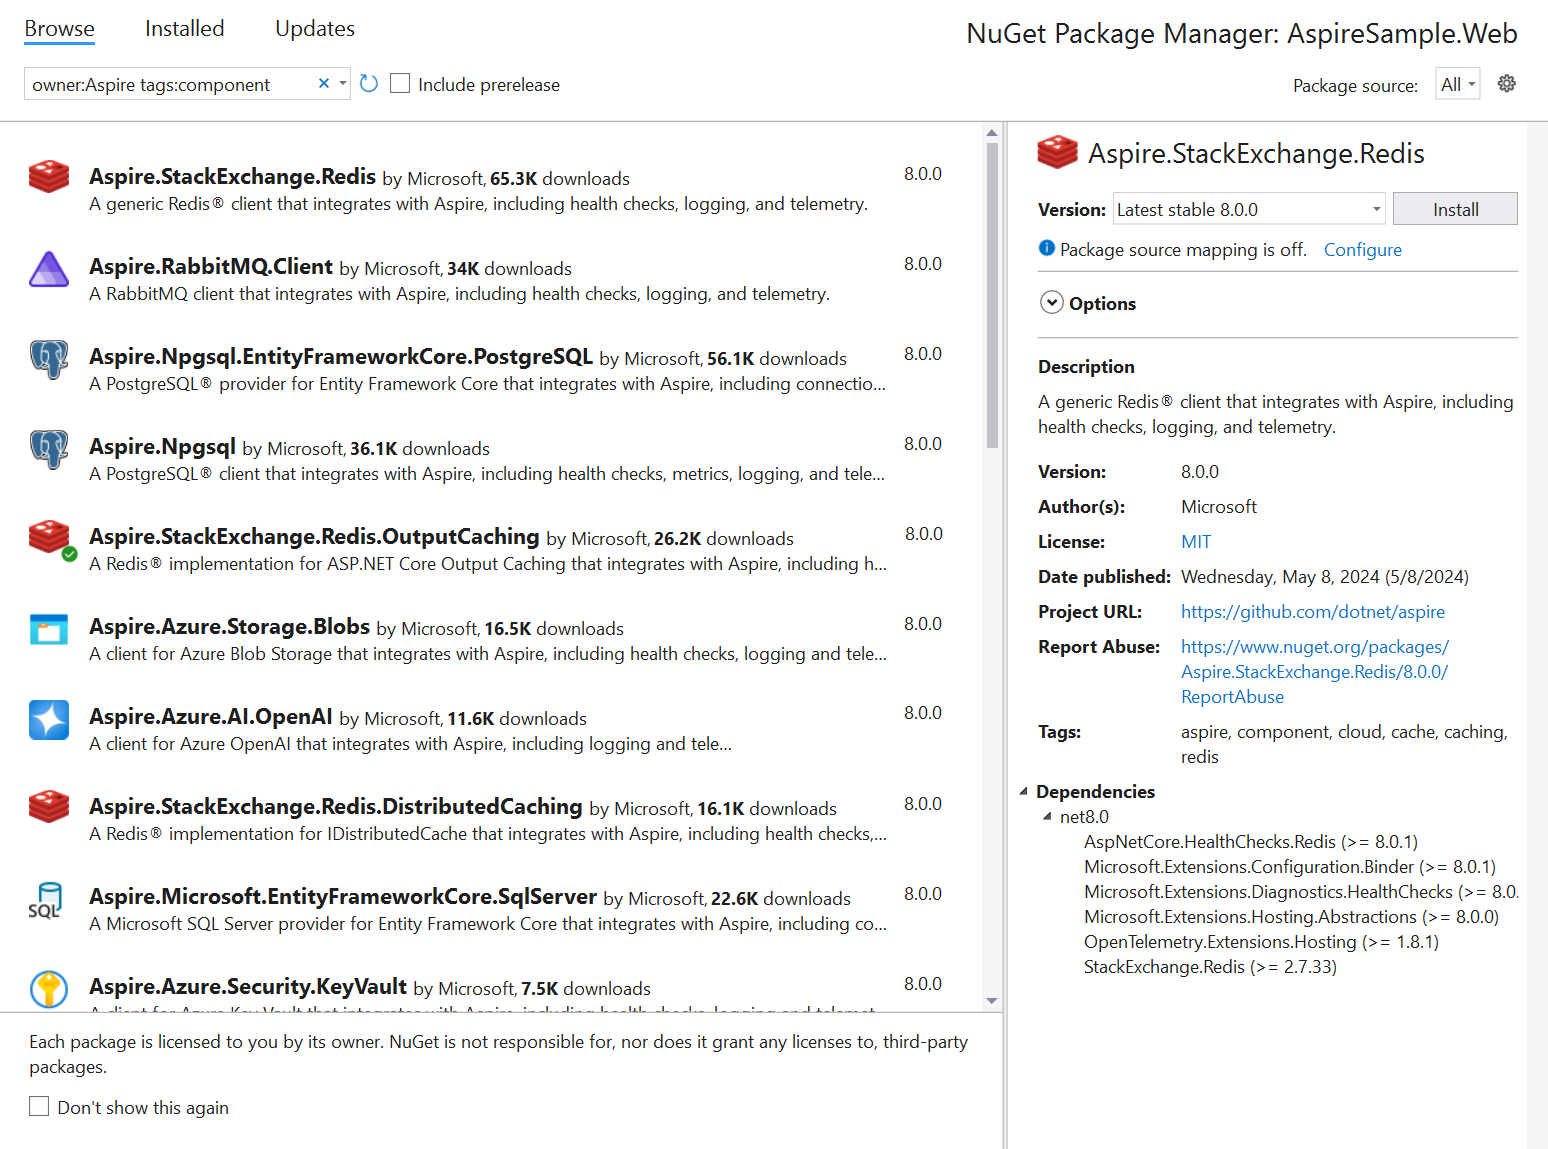 Browse Installed Updates
NuGet Package Manager: AspireSample.Web
owner:Aspire tags:component
Include prerelease
Package source: All
Aspire.StackExchange.Redis by Microsoft, 65.3K downloads 8.0.0
A generic Redis® client that integrates with Aspire, including health checks, logging, and telemetry.
Aspire.RabbitMQ.Client by Microsoft, 34K downloads 8.0.0
A RabbitMQ client that integrates with Aspire, including health checks, logging, and telemetry.
Aspire.Npgsql.EntityFrameworkCore.PostgreSQL by Microsoft, 56.1K downloads 8.0.0
A PostgreSQL® provider for Entity Framework Core that integrates with Aspire, including connectio...
Aspire.Npgsql by Microsoft, 36.1K downloads 8.0.0
A PostgreSQL® client that integrates with Aspire, including health checks, metrics, logging, and tele...
Aspire.StackExchange.Redis.OutputCaching by Microsoft, 26.2K downloads 8.0.0
A Redis® implementation for ASP.NET Core Output Caching that integrates with Aspire, including h...
Aspire.Azure.Storage.Blobs by Microsoft, 16.5K downloads 8.0.0
A client for Azure Blob Storage that integrates with Aspire, including health checks, logging and tele...
Aspire.Azure.AI.OpenAI by Microsoft, 11.6K downloads 8.0.0
A client for Azure OpenAI that integrates with Aspire, including logging and tele...
Aspire.StackExchange.Redis.DistributedCaching by Microsoft, 16.1K downloads 8.0.0
A Redis® implementation for IDistributedCache that integrates with Aspire, including health checks,...
SQL
Aspire.Microsoft.EntityFrameworkCore.SqlServer by Microsoft, 22.6K downloads 8.0.0
A Microsoft SQL Server provider for Entity Framework Core that integrates with Aspire, including co...
Aspire.Azure.Security.KeyVault by Microsoft, 7.5K downloads 8.0.0
A client for Azure Key Vault that integrates with Aspire, including health checks, logging and telemet...
Each package is licensed to you by its owner. NuGet is not responsible for, nor does it grant any licenses to, third-party
packages.
Don't show this again
Aspire.StackExchange.Redis
Version: Latest stable 8.0.0 Install
Package source mapping is off. Configure
Options
Description
A generic Redis® client that integrates with Aspire, including
health checks, logging, and telemetry.
Version: 8.0.0
Author(s): Microsoft
License: MIT
Date published: Wednesday, May 8, 2024 (5/8/2024)
Project URL: https://github.com/dotnet/aspire
Report Abuse: https://www.nuget.org/packages/
Aspire.StackExchange.Redis/8.0.0/
ReportAbuse
Tags: aspire, component, cloud, cache, caching,
redis
Dependencies
net8.0
AspNetCore.HealthChecks.Redis (>= 8.0.1)
Microsoft.Extensions.Configuration.Binder (>= 8.0.1)
Microsoft.Extensions.Diagnostics.HealthChecks (>= 8.0.
Microsoft.Extensions.Hosting.Abstractions (>= 8.0.0)
OpenTelemetry.Extensions.Hosting (>= 1.8.1)
StackExchange.Redis (>= 2.7.33)